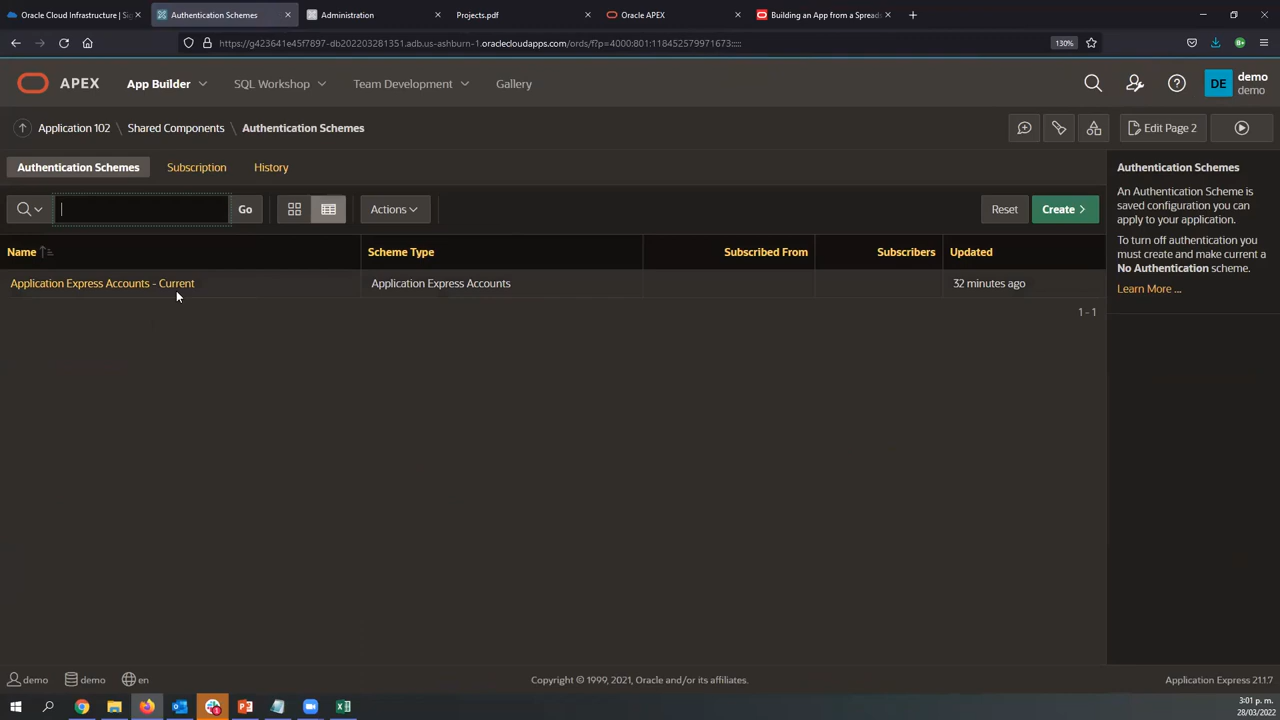 Oracle Cloud Infrastructure | Sig
Authentication Schemes
Administration
Projects.pdf
Oracle APEX
Building an App from a Spreads
https://g423641e45f7897-db202203281351.adb.us-ashburn-1.oraclecloudapps.com/ords/f?p=4000:801:118452579971673:::::
130%
APEX
App Builder
SQL Workshop
Team Development
Gallery
DE
demo
demo
Application 102 \ Shared Components \ Authentication Schemes
Edit Page 2
Authentication Schemes
Subscription
History
Go
Actions
Reset
Create >
Name
Scheme Type
Subscribed From
Subscribers
Updated
Application Express Accounts - Current
Application Express Accounts
32 minutes ago
1 - 1
Authentication Schemes
An Authentication Scheme is
saved configuration you can
apply to your application.
To turn off authentication you
must create and make current a
No Authentication scheme.
Learn More ...
demo
demo
en
Copyright © 1999, 2021, Oracle and/or its affiliates.
Application Express 21.1.7
3:01 p. m.
28/03/2022